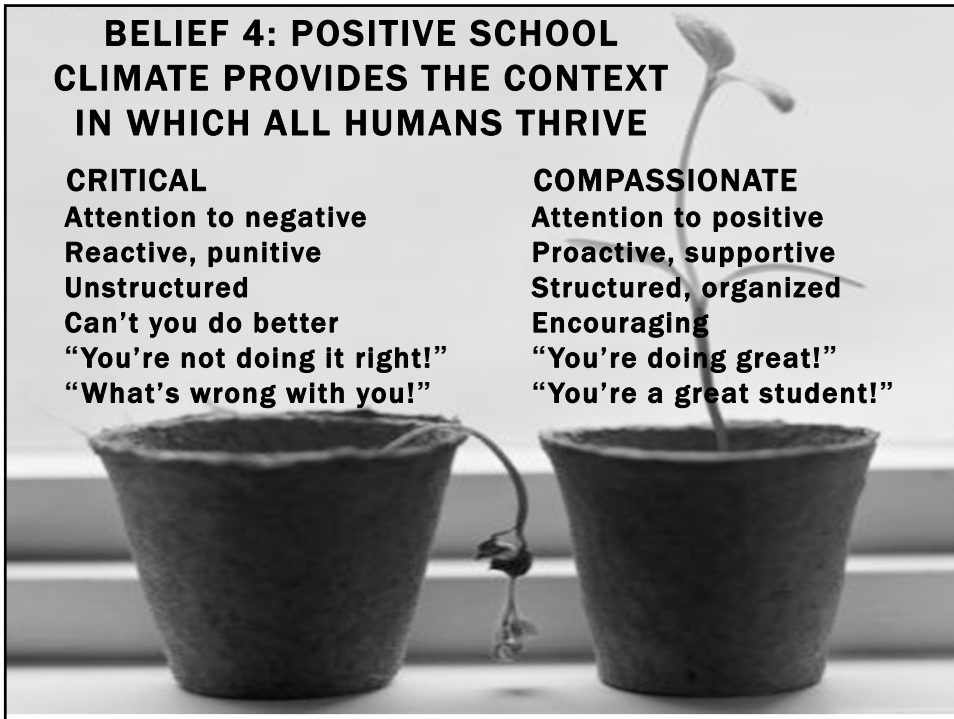 BELIEF 4: POSITIVE SCHOOL
CLIMATE PROVIDES THE CONTEXT
IN WHICH ALL HUMANS THRIVE
CRITICAL
Attention to negative
Reactive, punitive
Unstructured
Can’t you do better
“You’re not doing it right!”
“What’s wrong with you!”
COMPASSIONATE
Attention to positive
Proactive, supportive
Structured, organized
Encouraging
“You’re doing great!”
“You’re a great student!”